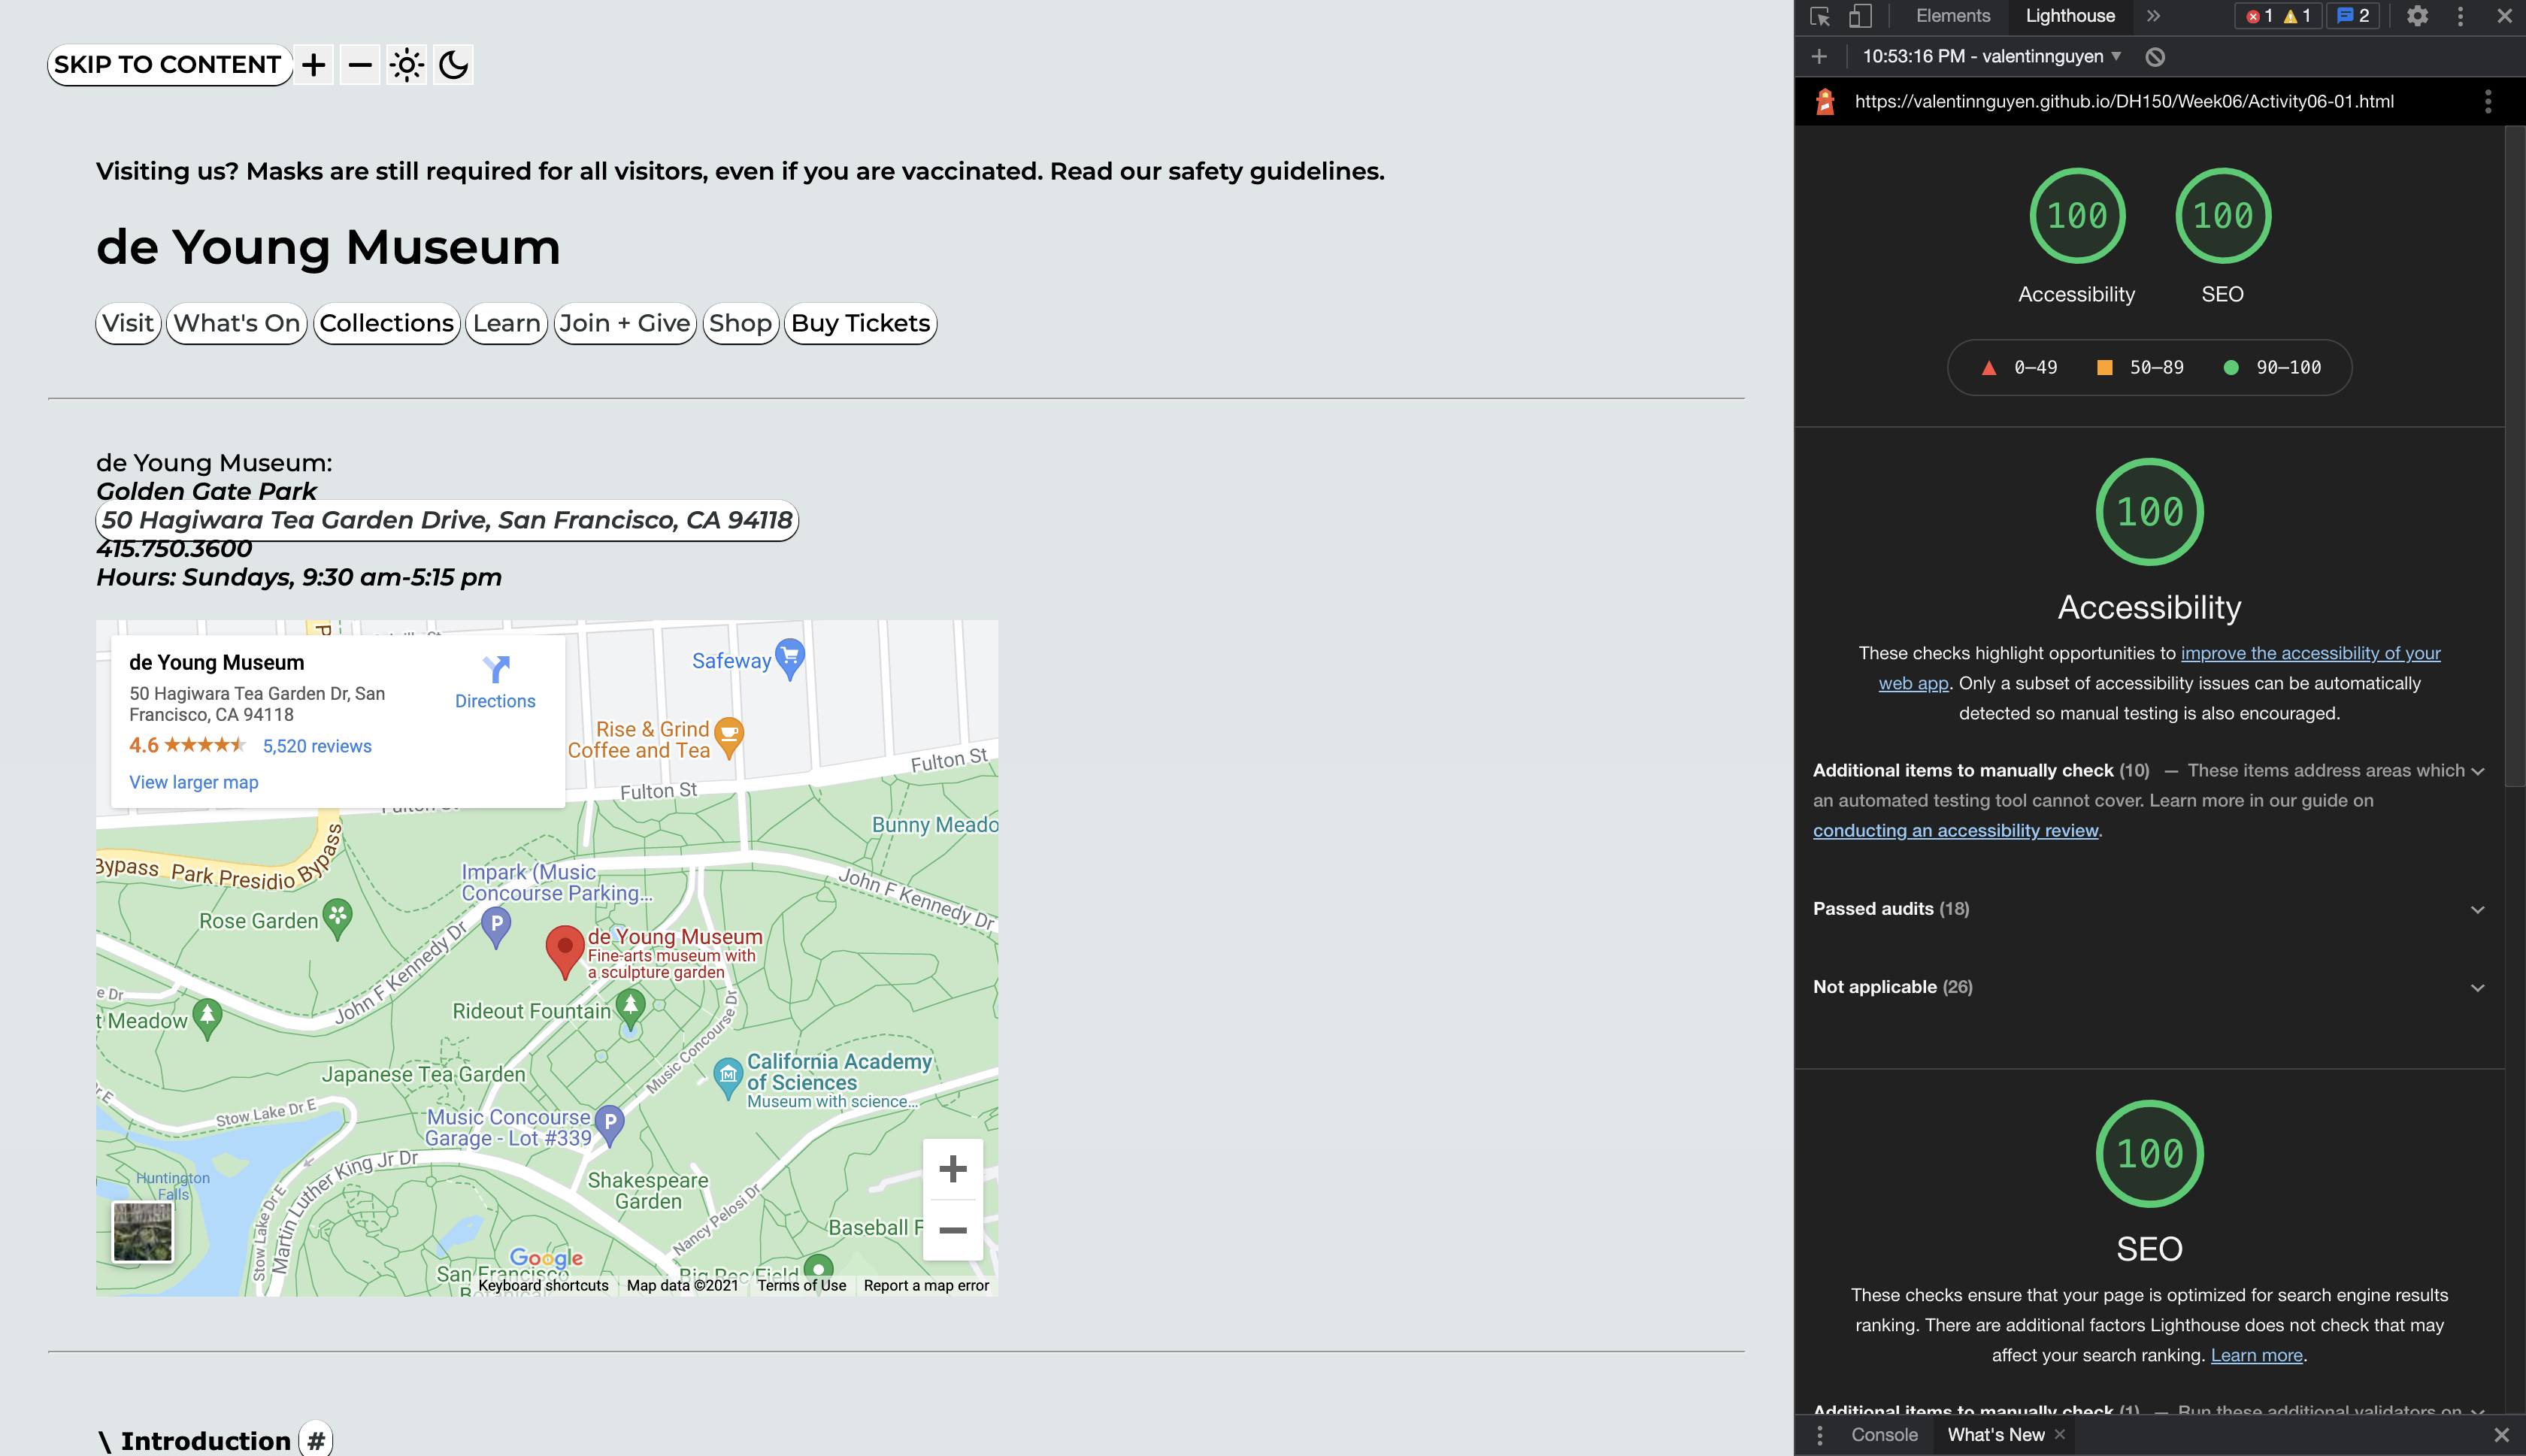 SKIP TO CONTENT
Visiting us? Masks are still required for all visitors, even if you are vaccinated. Read our safety guidelines.
de Young Museum
Visit What's On Collections Learn Join + Give Shop Buy Tickets
de Young Museum:
Golden Gate Park
50 Hagiwara Tea Garden Drive, San Francisco, CA 94118
415.750.3600
Hours: Sundays, 9:30 am-5:15 pm
de Young Museum
50 Hagiwara Tea Garden Dr, San
Francisco, CA 94118
Directions
4.6 5,520 reviews
View larger map
Safeway
Rise & Grind
Coffee and Tea
Fulton St
Fulton St
Fulton St
Bunny Meado
Bypass Park Presidio Bypass
Impark (Music
Concourse Parking...
John F Kennedy Dr
Rose Garden
John F Kennedy Dr
de Young Museum
Fine-arts museum with
a sculpture garden
e Dr
t Meadow
Rideout Fountain
Music Concourse Dr
California Academy
of Sciences
Museum with science...
Japanese Tea Garden
Stow Lake Dr E
Music Concourse
Garage - Lot #339
Martin Luther King Jr Dr
Huntington
Falls
Stow Lake Dr E
Shakespeare
Garden
Nancy Pelosi Dr
Baseball F
Google
San Francisco
Big Rec Field
Keyboard shortcuts Map data ©2021 Terms of Use Report a map error
\ Introduction #
Elements Lighthouse » 1 1 2
10:53:16 PM - valentinnguyen
https://valentinnguyen.github.io/DH150/Week06/Activity06-01.html
100 100
Accessibility SEO
0–49 50–89 90–100
100
Accessibility
These checks highlight opportunities to improve the accessibility of your
web app. Only a subset of accessibility issues can be automatically
detected so manual testing is also encouraged.
Additional items to manually check (10) — These items address areas which
an automated testing tool cannot cover. Learn more in our guide on
conducting an accessibility review.
Passed audits (18)
Not applicable (26)
100
SEO
These checks ensure that your page is optimized for search engine results
ranking. There are additional factors Lighthouse does not check that may
affect your search ranking. Learn more.
Additional items to manually check (1) — Run these additional validators on
Console What's New